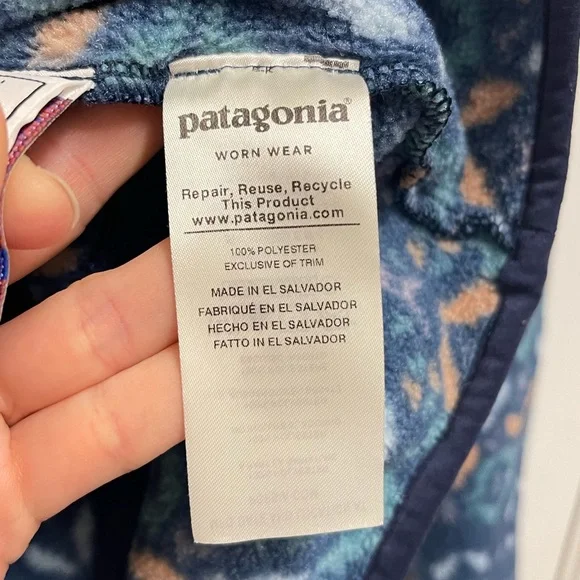 patagonia®
WORN WEAR
Repair, Reuse, Recycle
This Product
www.patagonia.com
100% POLYESTER
EXCLUSIVE OF TRIM
MADE IN EL SALVADOR
FABRIQUÉ EN EL SALVADOR
HECHO EN EL SALVADOR
FATTO IN EL SALVADOR